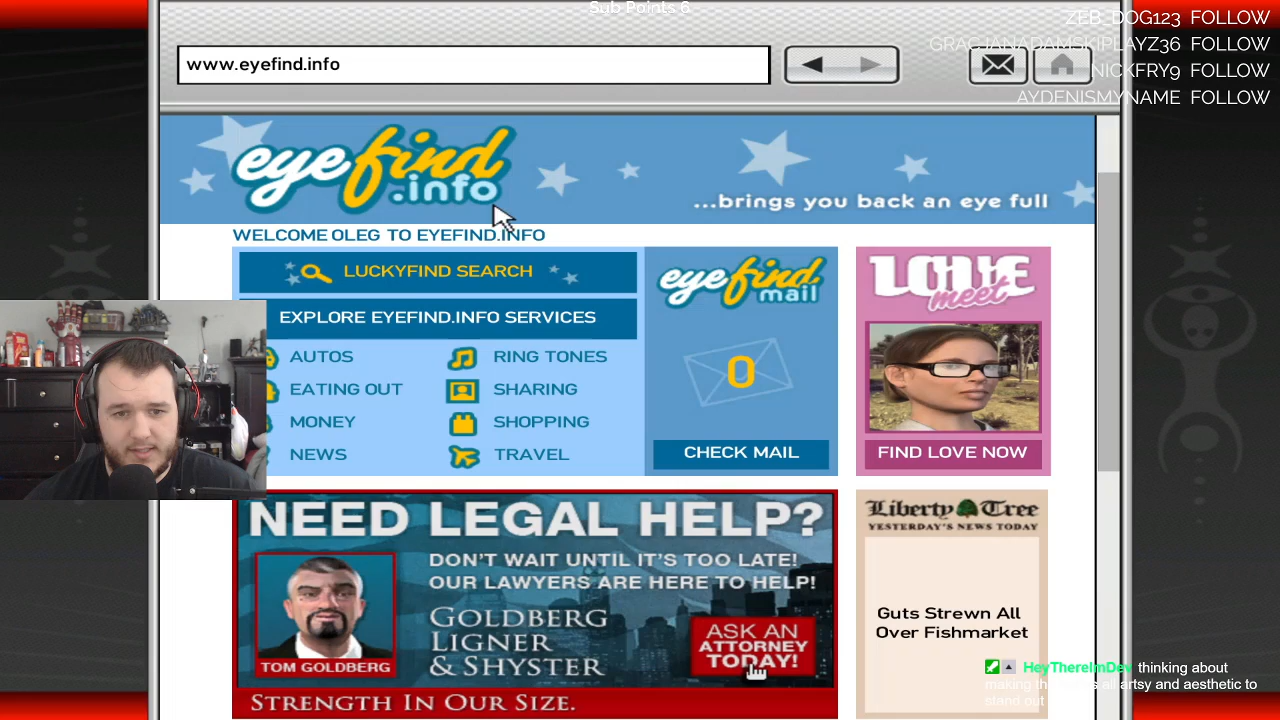 Sub Points 6
ZEB_DOG123 FOLLOW
GRACJANADAMSKIPLAYZ36 FOLLOW
NICKFRY9 FOLLOW
AYDENISMYNAME FOLLOW
www.eyefind.info
eyefind
.info
...brings you back an eye full
WELCOME OLEG TO EYEFIND.INFO
LUCKYFIND SEARCH
EXPLORE EYEFIND.INFO SERVICES
AUTOS
RING TONES
EATING OUT
SHARING
MONEY
SHOPPING
NEWS
TRAVEL
eyefind
mail
0
CHECK MAIL
LOVE
meet
FIND LOVE NOW
NEED LEGAL HELP?
DON'T WAIT UNTIL IT'S TOO LATE!
OUR LAWYERS ARE HERE TO HELP!
GOLDBERG
LIGNER
& SHYSTER
TOM GOLDBERG
ASK AN
ATTORNEY
TODAY!
STRENGTH IN OUR SIZE.
Liberty Tree
YESTERDAY'S NEWS TODAY
Guts Strewn All
Over Fishmarket
HeyThereImDev thinking about
making all artsy and aesthetic to
stand out